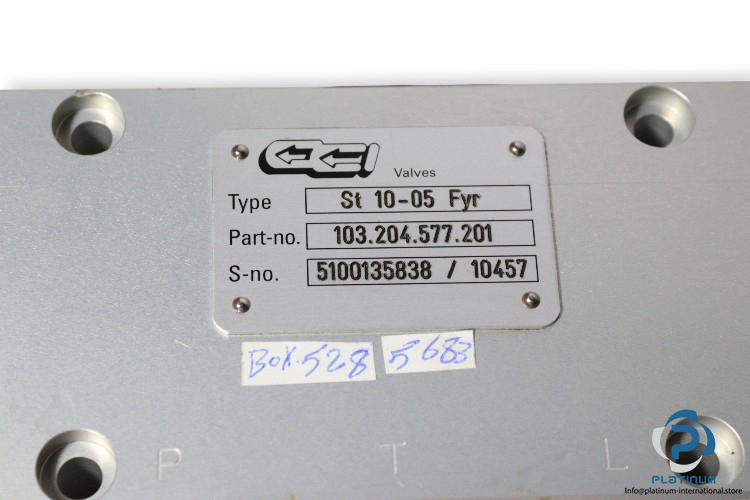 CCI Valves
Type St 10-05 Fyr
Part-no. 103.204.577.201
S-no. 5100135838 / 10457
BOX.528 5683
P T L
PLATINUM
Info@platinum-international.store